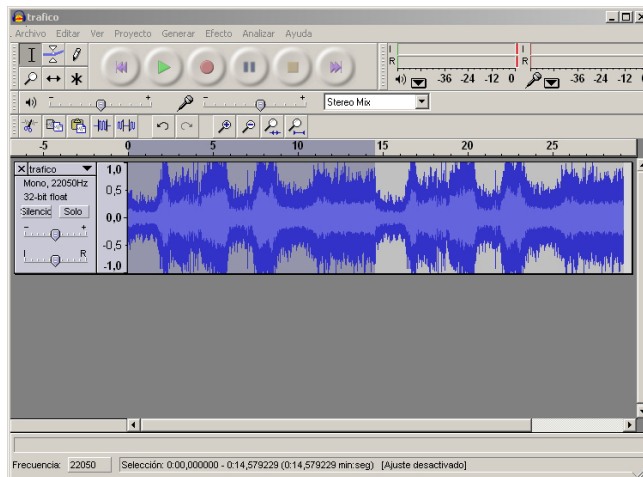 trafico
Archivo Editar Ver Proyecto Generar Efecto Analizar Ayuda
I
R
-36 -24 -12 0
I
R
-36 -24 -12 0
- +
- +
Stereo Mix
-5 0 5 10 15 20 25
trafico
Mono, 22050Hz
32-bit float
Silencic Solo
- +
I R
1,0
0,5
0,0
-0,5
-1,0
Frecuencia: 22050 Selección: 0:00,000000 - 0:14,579229 (0:14,579229 min:seg) [Ajuste desactivado]